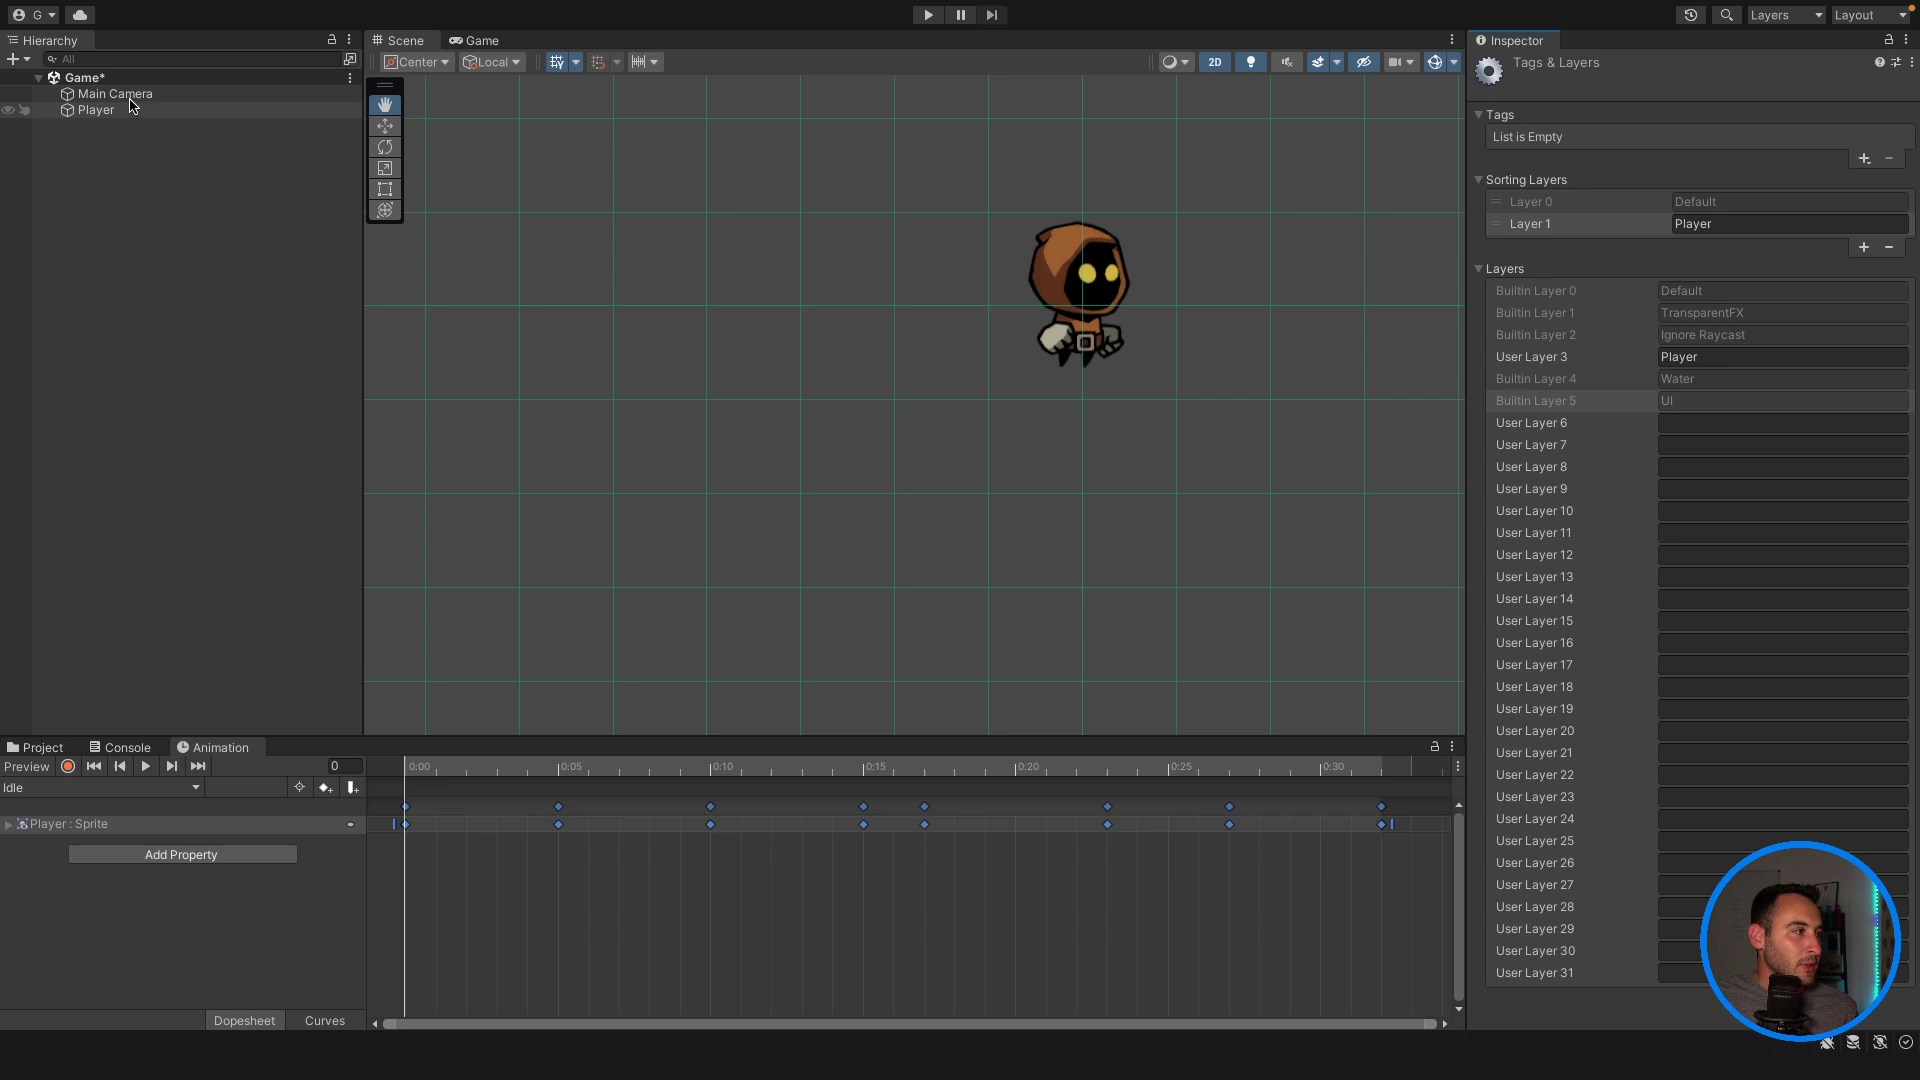 G
Layers
Layout
Hierarchy
All
Game*
Main Camera
Player
Scene
Game
Center
Local
2D
Inspector
Tags & Layers
Tags
List is Empty
Sorting Layers
Layer 0 Default
Layer 1 Player
Layers
Builtin Layer 0 Default
Builtin Layer 1 TransparentFX
Builtin Layer 2 Ignore Raycast
User Layer 3 Player
Builtin Layer 4 Water
Builtin Layer 5 UI
User Layer 6
User Layer 7
User Layer 8
User Layer 9
User Layer 10
User Layer 11
User Layer 12
User Layer 13
User Layer 14
User Layer 15
User Layer 16
User Layer 17
User Layer 18
User Layer 19
User Layer 20
User Layer 21
User Layer 22
User Layer 23
User Layer 24
User Layer 25
User Layer 26
User Layer 27
User Layer 28
User Layer 29
User Layer 30
User Layer 31
Project
Console
Animation
Preview
0
0:00 0:05 0:10 0:15 0:20 0:25 0:30
Idle
Player : Sprite
Add Property
Dopesheet
Curves